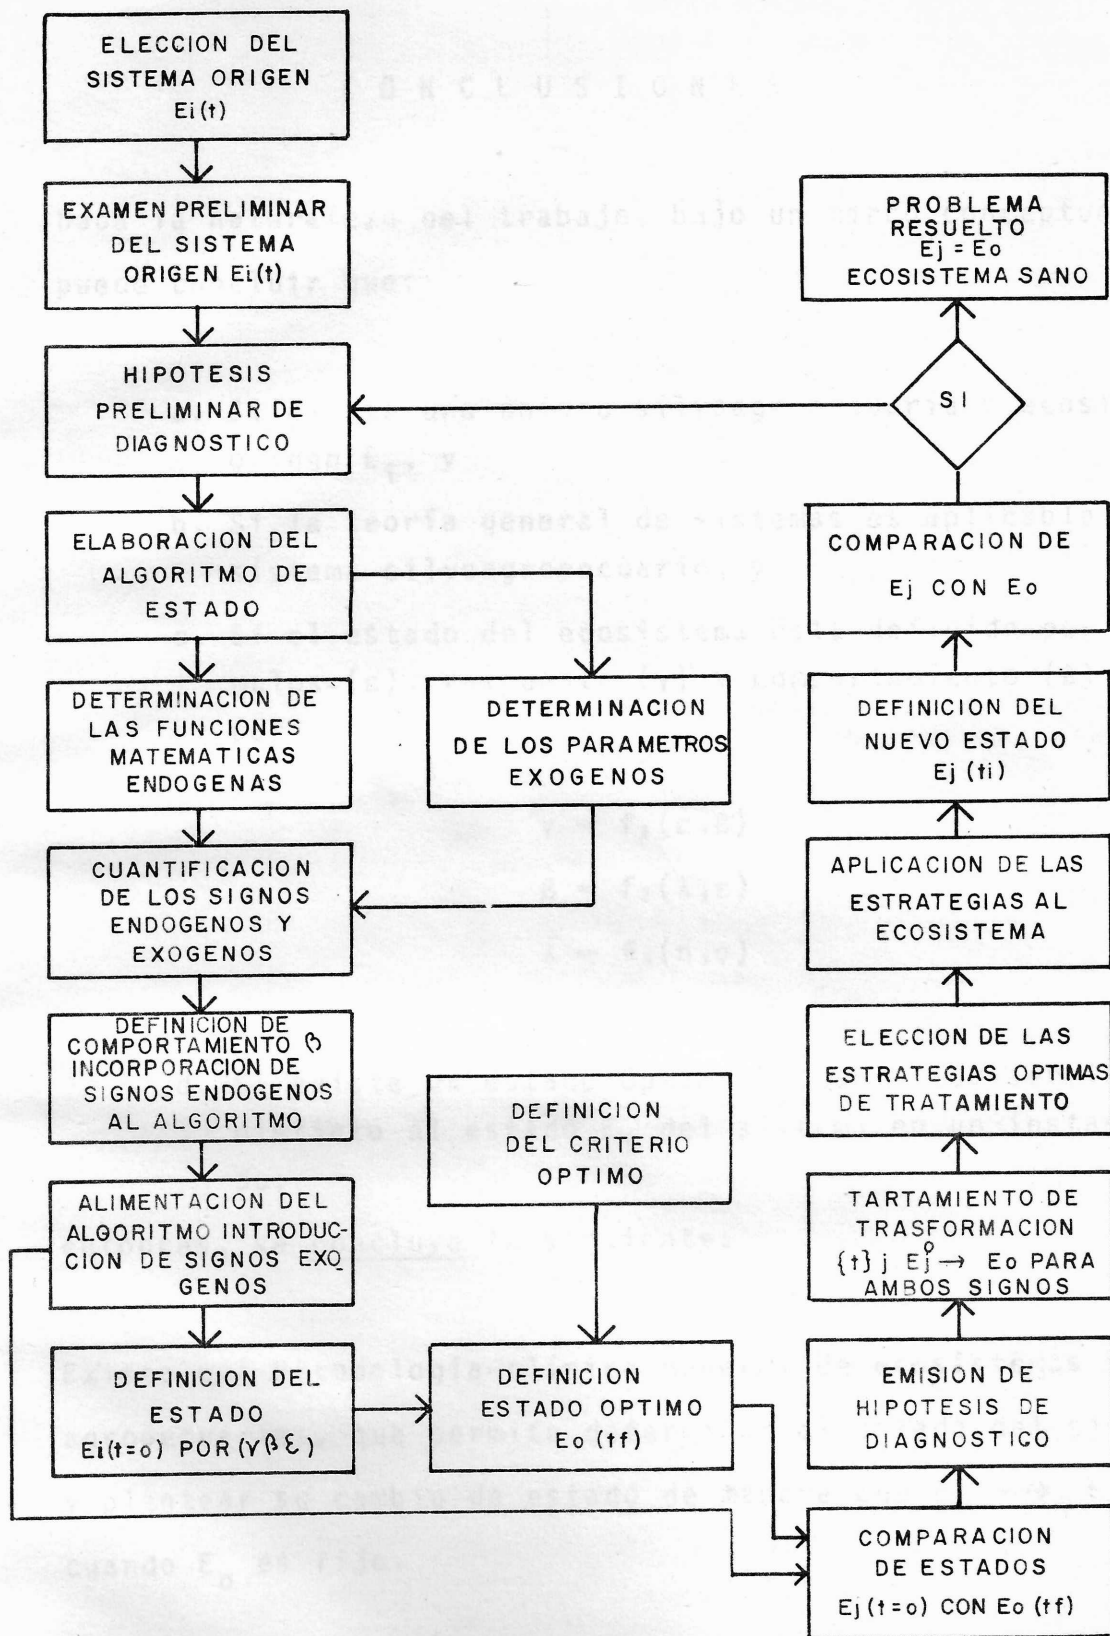 ELECCION DEL
SISTEMA ORIGEN
Ei(t)
EXAMEN PRELIMINAR
DEL SISTEMA
ORIGEN Ei(t)
HIPOTESIS
PRELIMINAR DE
DIAGNOSTICO
ELABORACION DEL
ALGORITMO DE
ESTADO
DETERMINACION DE
LAS FUNCIONES
MATEMATICAS
ENDOGENAS
DETERMINACION
DE LOS PARAMETROS
EXOGENOS
CUANTIFICACION
DE LOS SIGNOS
ENDOGENOS Y
EXOGENOS
DEFINICION DE
COMPORTAMIENTO β
INCORPORACION DE
SIGNOS ENDOGENOS
AL ALGORITMO
ALIMENTACION DEL
ALGORITMO INTRODUC-
CION DE SIGNOS EXO
GENOS
DEFINICION DEL
ESTADO
Ei(t=o) POR (γβε)
DEFINICION
DEL CRITERIO
OPTIMO
DEFINICION
ESTADO OPTIMO
Eo (tf)
COMPARACION
DE ESTADOS
Ej (t=o) CON Eo (tf)
EMISION DE
HIPOTESIS DE
DIAGNOSTICO
TARTAMIENTO DE
TRASFORMACION
{t} j Ej° → Eo PARA
AMBOS SIGNOS
ELECCION DE LAS
ESTRATEGIAS OPTIMAS
DE TRATAMIENTO
APLICACION DE LAS
ESTRATEGIAS AL
ECOSISTEMA
DEFINICION DEL
NUEVO ESTADO
Ej (ti)
COMPARACION DE
Ej CON Eo
SI
PROBLEMA
RESUELTO
Ej = Eo
ECOSISTEMA SANO